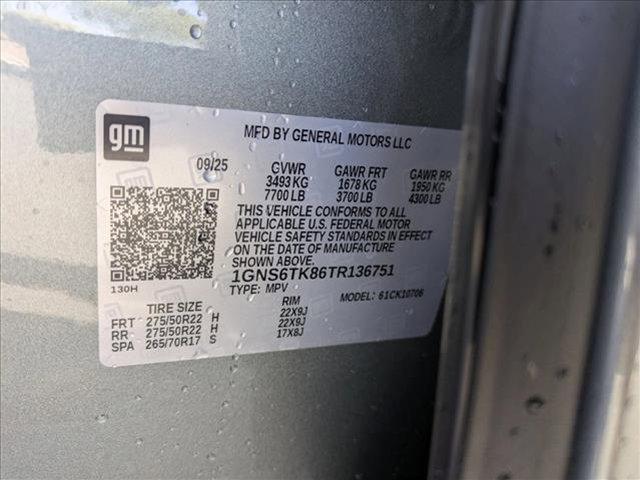 gm
MFD BY GENERAL MOTORS LLC
09/25 GVWR GAWR FRT GAWR RR
3493 KG 1678 KG 1950 KG
7700 LB 3700 LB 4300 LB
THIS VEHICLE CONFORMS TO ALL
APPLICABLE U.S. FEDERAL MOTOR
VEHICLE SAFETY STANDARDS IN EFFECT
ON THE DATE OF MANUFACTURE
SHOWN ABOVE.
1GNS6TK86TR136751
130H
TYPE: MPV MODEL: 61CK10706
TIRE SIZE RIM
FRT 275/50R22 H 22X9J
RR 275/50R22 H 22X9J
SPA 265/70R17 S 17X8J